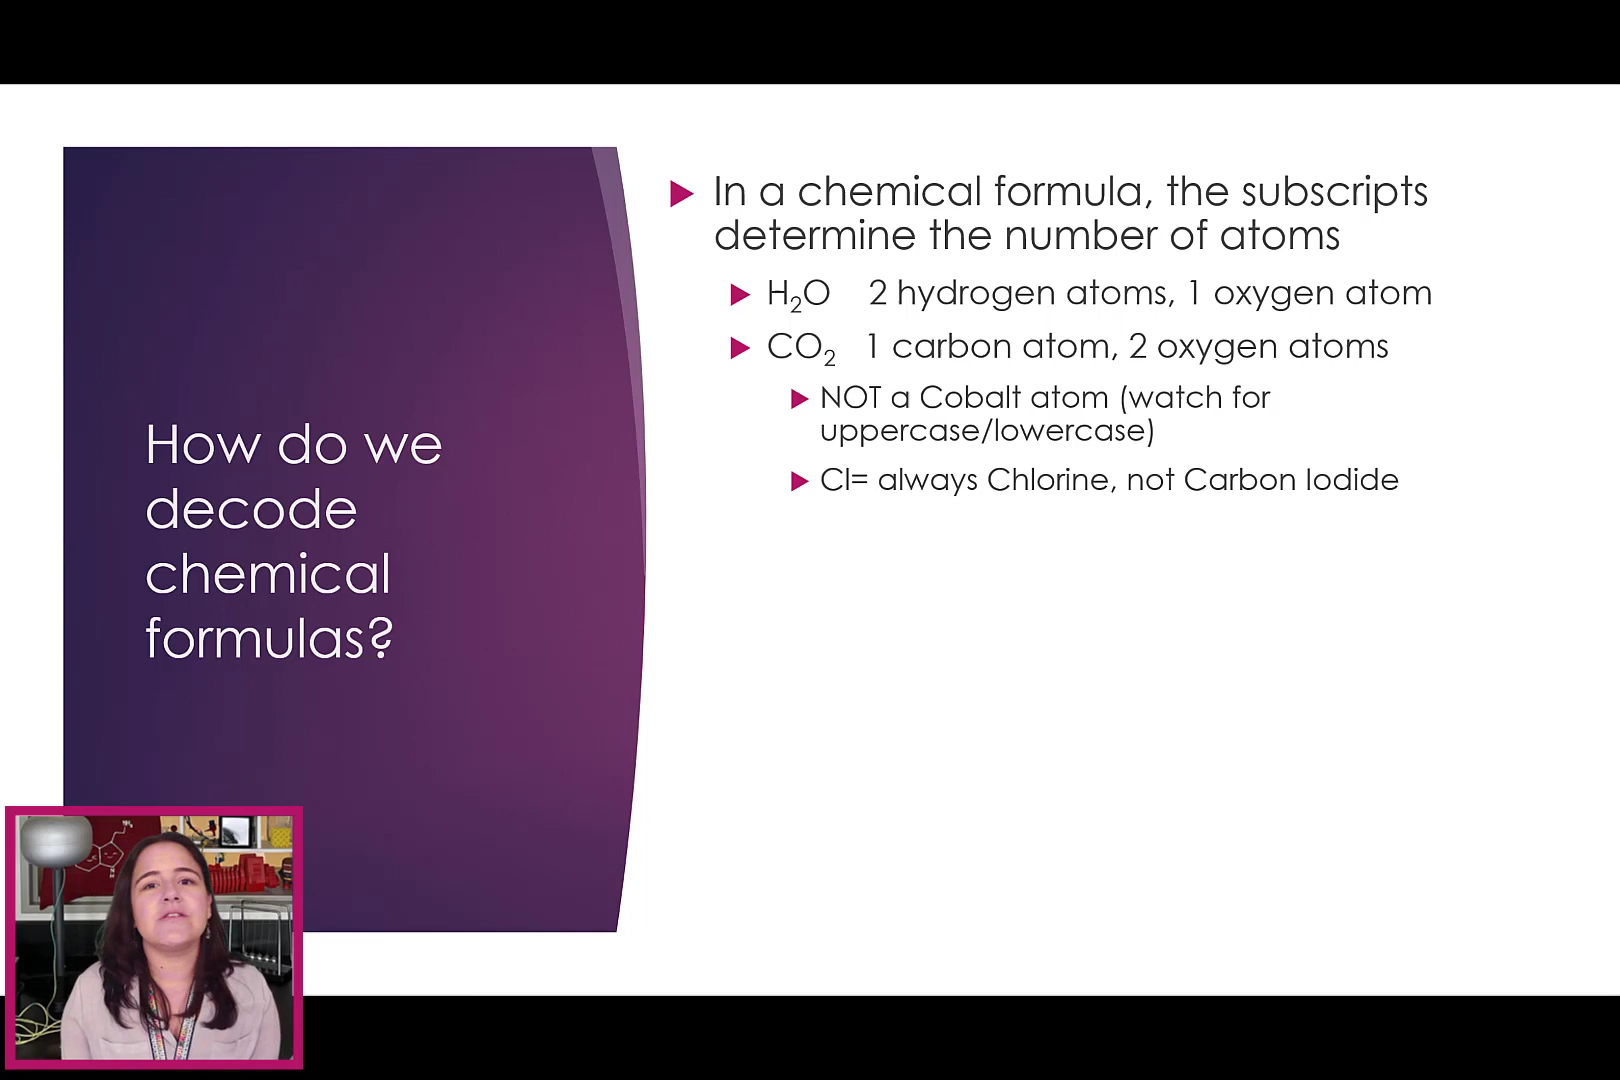 How do we
decode
chemical
formulas?
In a chemical formula, the subscripts
determine the number of atoms
H₂O 2 hydrogen atoms, 1 oxygen atom
CO₂ 1 carbon atom, 2 oxygen atoms
NOT a Cobalt atom (watch for
uppercase/lowercase)
Cl= always Chlorine, not Carbon Iodide